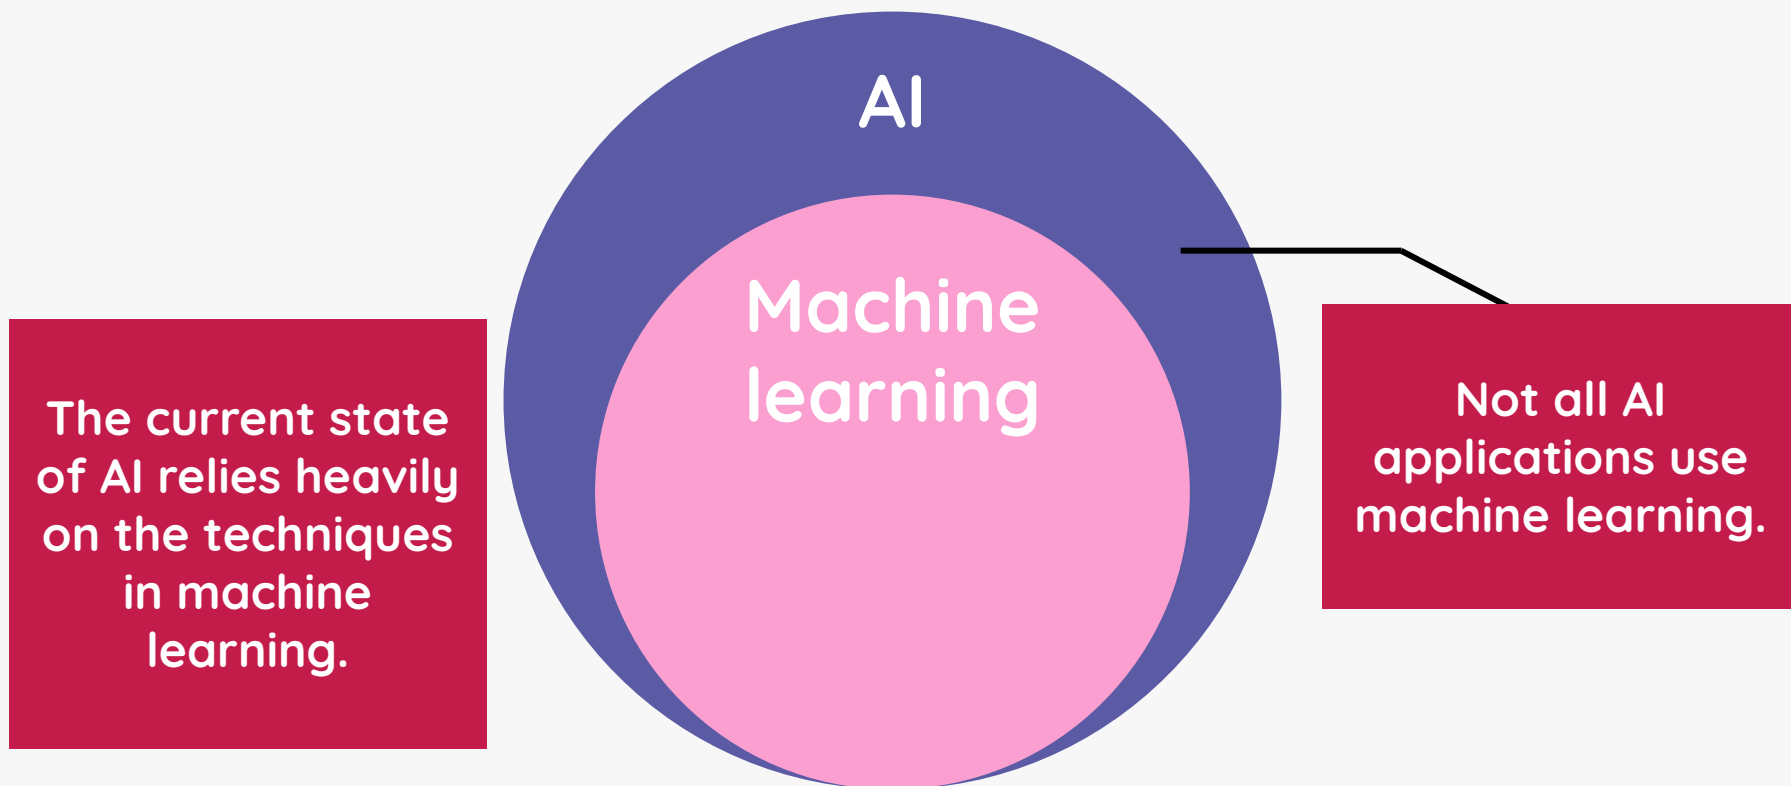 AI
Machine
learning
The current state
of AI relies heavily
on the techniques
in machine
learning.
Not all AI
applications use
machine learning.